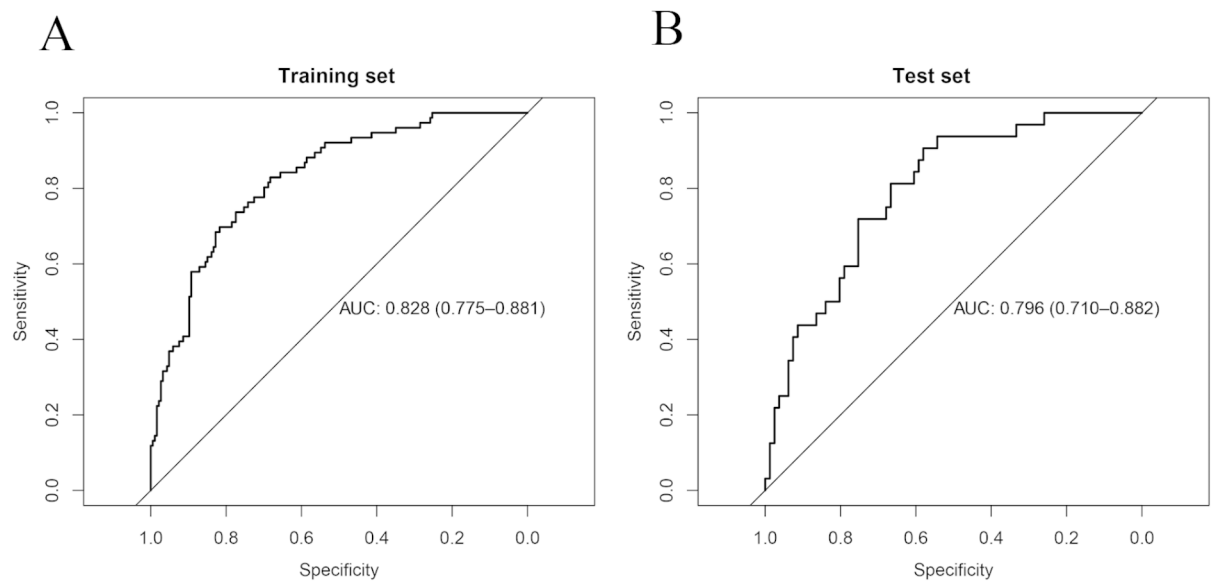 A
Training set
Sensitivity
1.0
0.8
0.6
0.4
0.2
0.0
AUC: 0.828 (0.775–0.881)
1.0 0.8 0.6 0.4 0.2 0.0
Specificity
B
Test set
Sensitivity
1.0
0.8
0.6
0.4
0.2
0.0
AUC: 0.796 (0.710–0.882)
1.0 0.8 0.6 0.4 0.2 0.0
Specificity